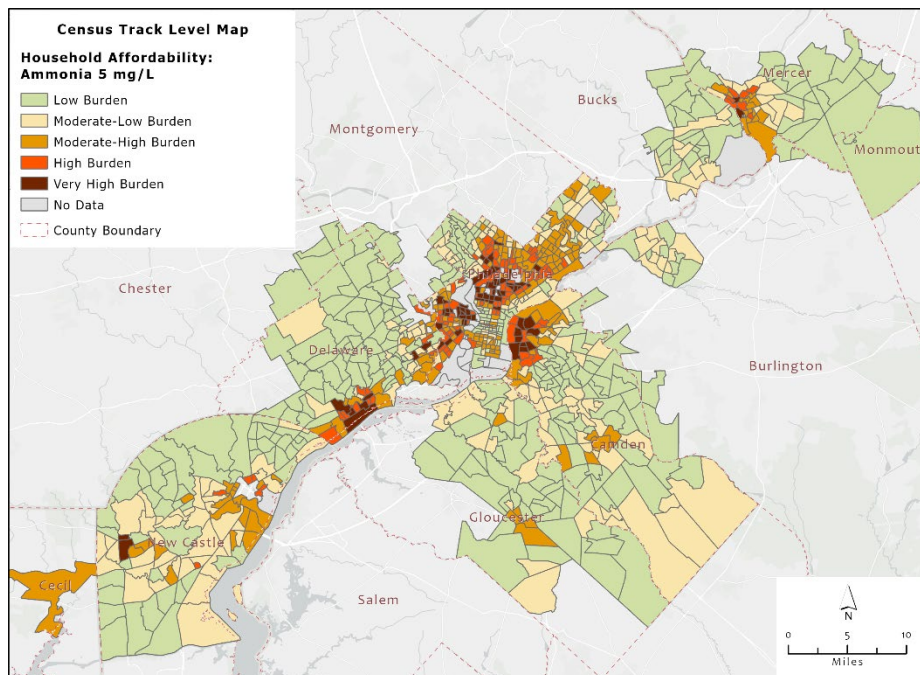 Census Track Level Map
Household Affordability:
Ammonia 5 mg/L
Low Burden
Moderate-Low Burden
Moderate-High Burden
High Burden
Very High Burden
No Data
County Boundary
Mercer
Bucks
Montgomery
Monmout
Philadelphia
Chester
Delaware
Burlington
Camden
Gloucester
New Castle
Cecil
Salem
N
0 5 10
Miles